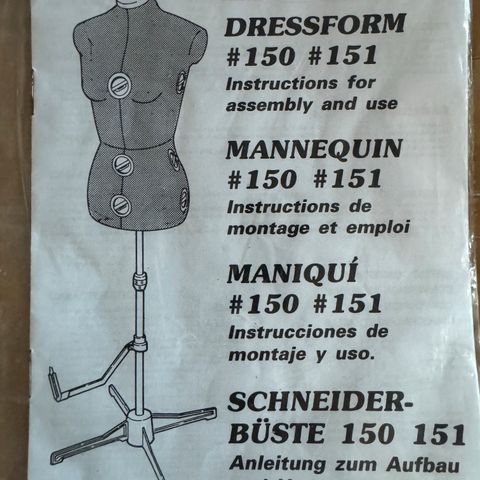 DRESSFORM
#150 #151
Instructions for
assembly and use
MANNEQUIN
#150 #151
Instructions de
montage et emploi
MANIQUÍ
#150 #151
Instrucciones de
montaje y uso.
SCHNEIDER-
BÜSTE 150 151
Anleitung zum Aufbau